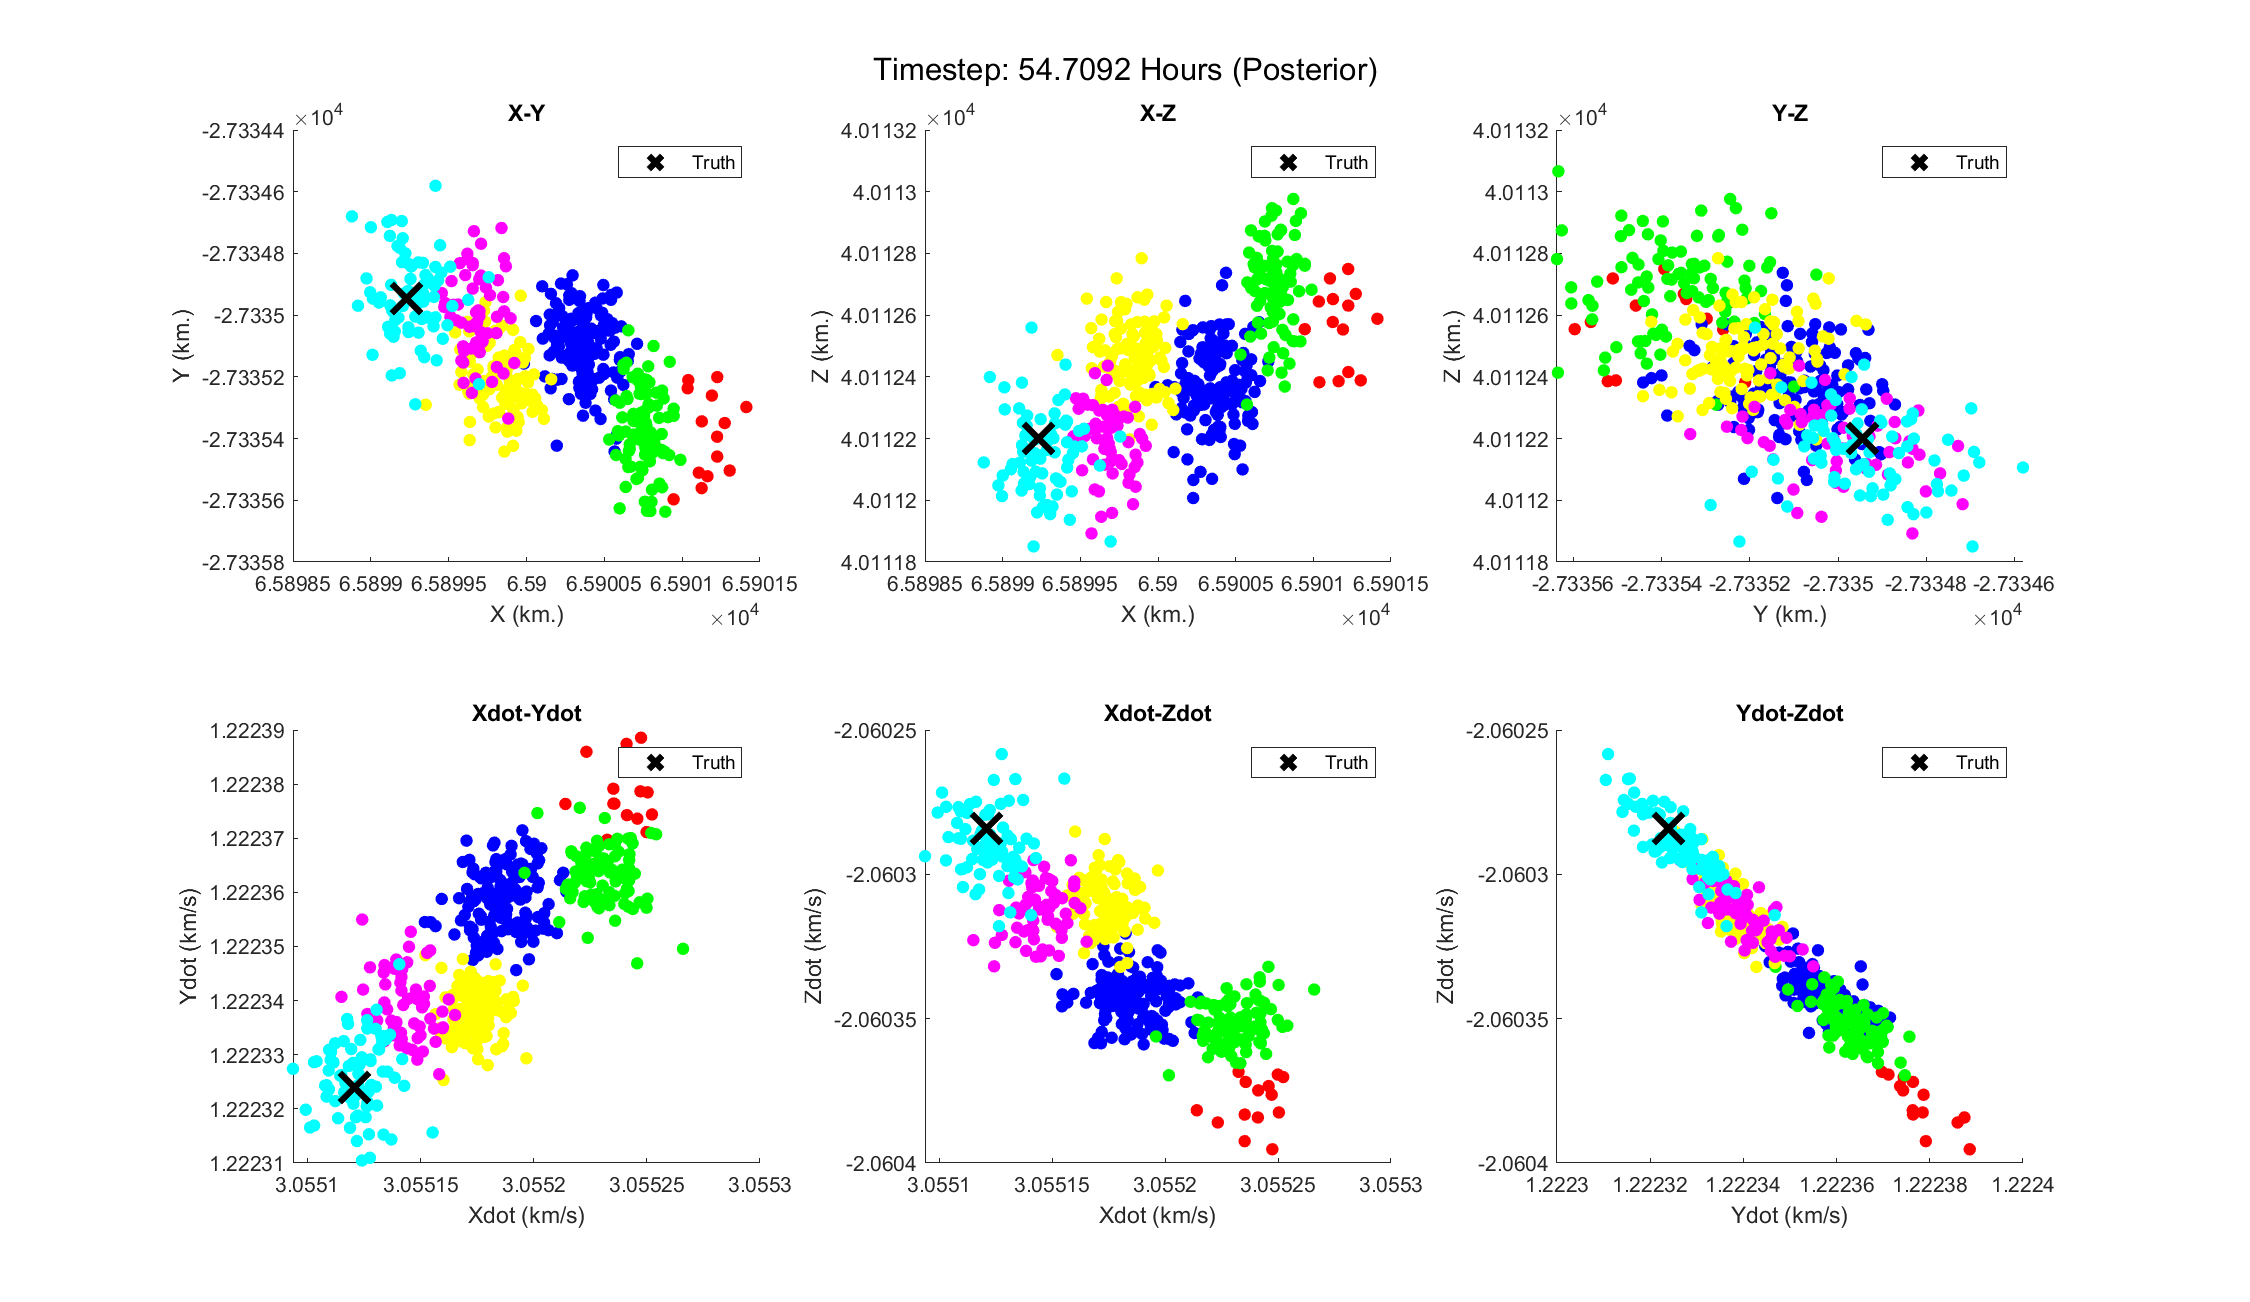 Timestep: 54.7092 Hours (Posterior)
X-Y
×10^4
-2.73344
-2.73346
-2.73348
-2.7335
-2.73352
-2.73354
-2.73356
-2.73358
Y (km.)
Truth
6.58985 6.5899 6.58995 6.59 6.59005 6.5901 6.59015
X (km.)
×10^4
X-Z
×10^4
4.01132
4.0113
4.01128
4.01126
4.01124
4.01122
4.0112
4.01118
Z (km.)
Truth
6.58985 6.5899 6.58995 6.59 6.59005 6.5901 6.59015
X (km.)
×10^4
Y-Z
×10^4
4.01132
4.0113
4.01128
4.01126
4.01124
4.01122
4.0112
4.01118
Z (km.)
Truth
-2.73356 -2.73354 -2.73352 -2.7335 -2.73348 -2.73346
Y (km.)
×10^4
Xdot-Ydot
1.22239
1.22238
1.22237
1.22236
1.22235
1.22234
1.22233
1.22232
1.22231
Ydot (km/s)
Truth
3.0551 3.05515 3.0552 3.05525 3.0553
Xdot (km/s)
Xdot-Zdot
-2.06025
-2.0603
-2.06035
-2.0604
Zdot (km/s)
Truth
3.0551 3.05515 3.0552 3.05525 3.0553
Xdot (km/s)
Ydot-Zdot
-2.06025
-2.0603
-2.06035
-2.0604
Zdot (km/s)
Truth
1.2223 1.22232 1.22234 1.22236 1.22238 1.2224
Ydot (km/s)